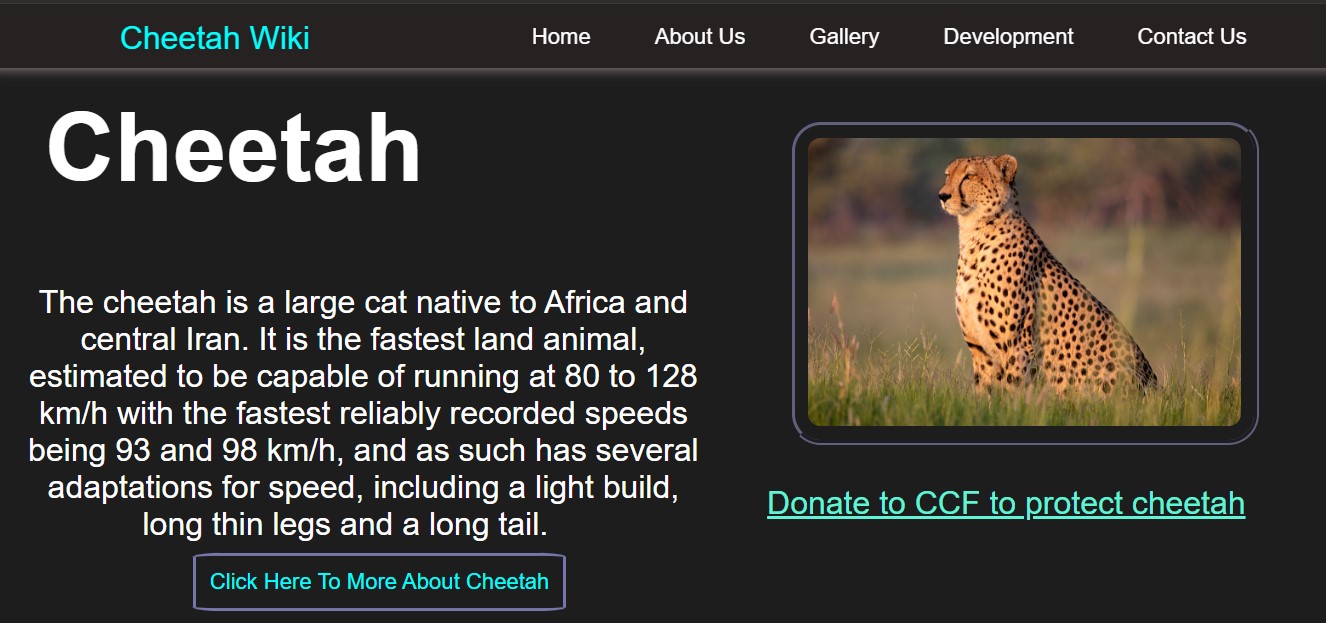 Cheetah Wiki
Home
About Us
Gallery
Development
Contact Us
Cheetah
The cheetah is a large cat native to Africa and
central Iran. It is the fastest land animal,
estimated to be capable of running at 80 to 128
km/h with the fastest reliably recorded speeds
being 93 and 98 km/h, and as such has several
adaptations for speed, including a light build,
long thin legs and a long tail.
Click Here To More About Cheetah
Donate to CCF to protect cheetah